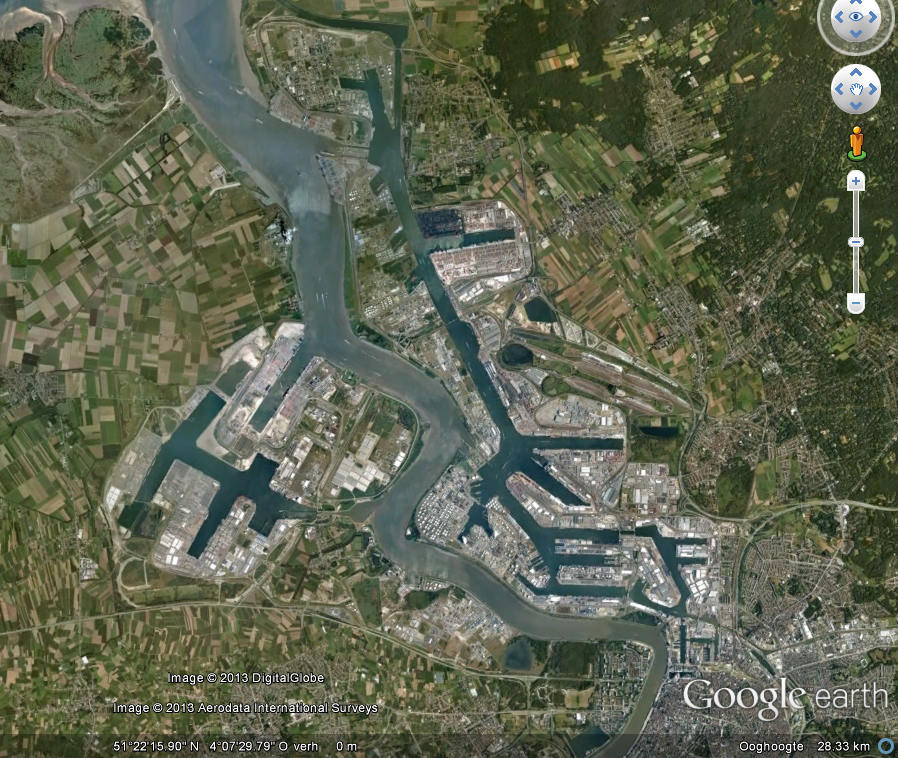 Image © 2013 DigitalGlobe
Image © 2013 Aerodata International Surveys
Google earth
51°22'15.90" N 4°07'29.79" O verh 0 m
Ooghoogte 28.33 km